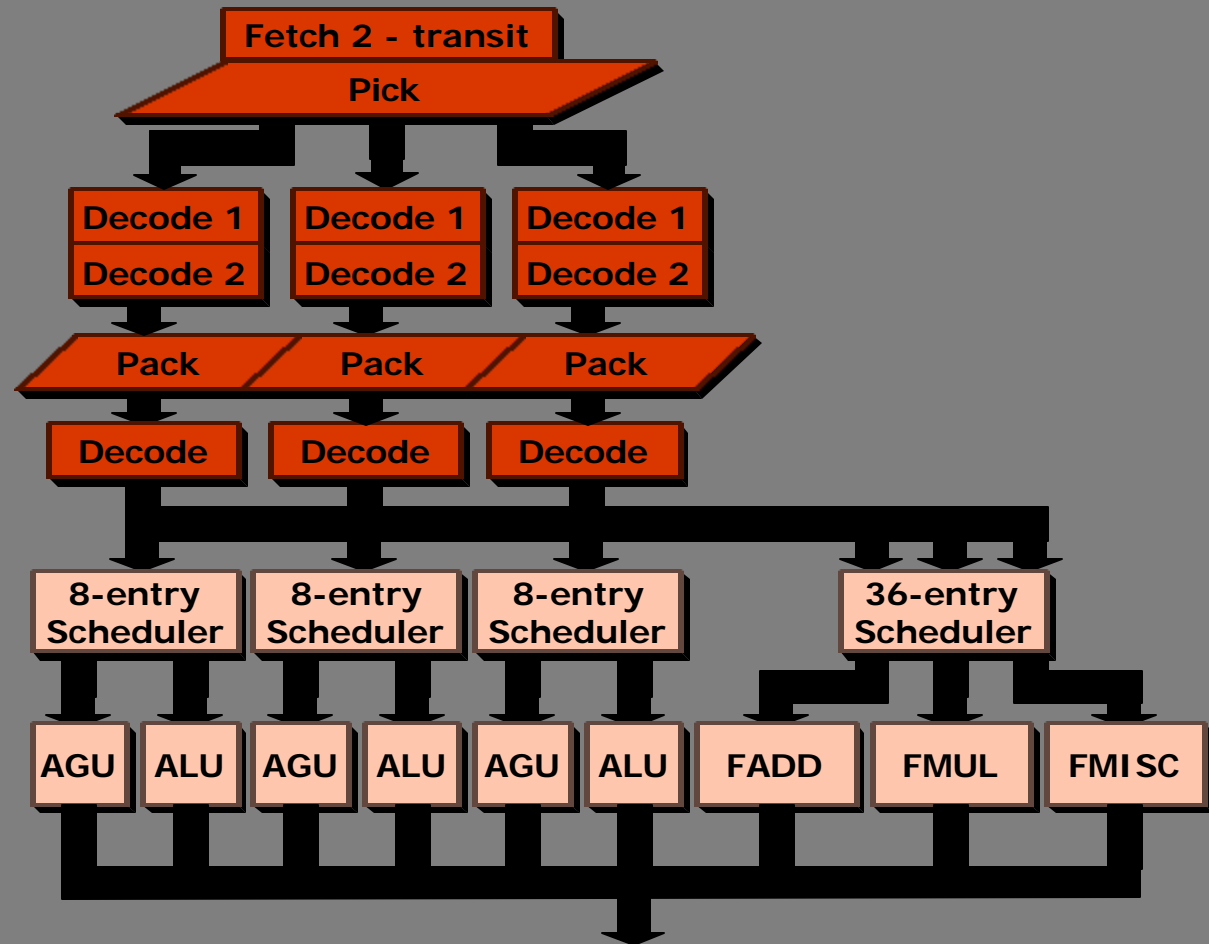 Fetch 2 - transit
Pick
Decode 1 Decode 1 Decode 1
Decode 2 Decode 2 Decode 2
Pack Pack Pack
Decode Decode Decode
8-entry 8-entry 8-entry 36-entry
Scheduler Scheduler Scheduler Scheduler
AGU ALU AGU ALU AGU ALU FADD FMUL FMISC